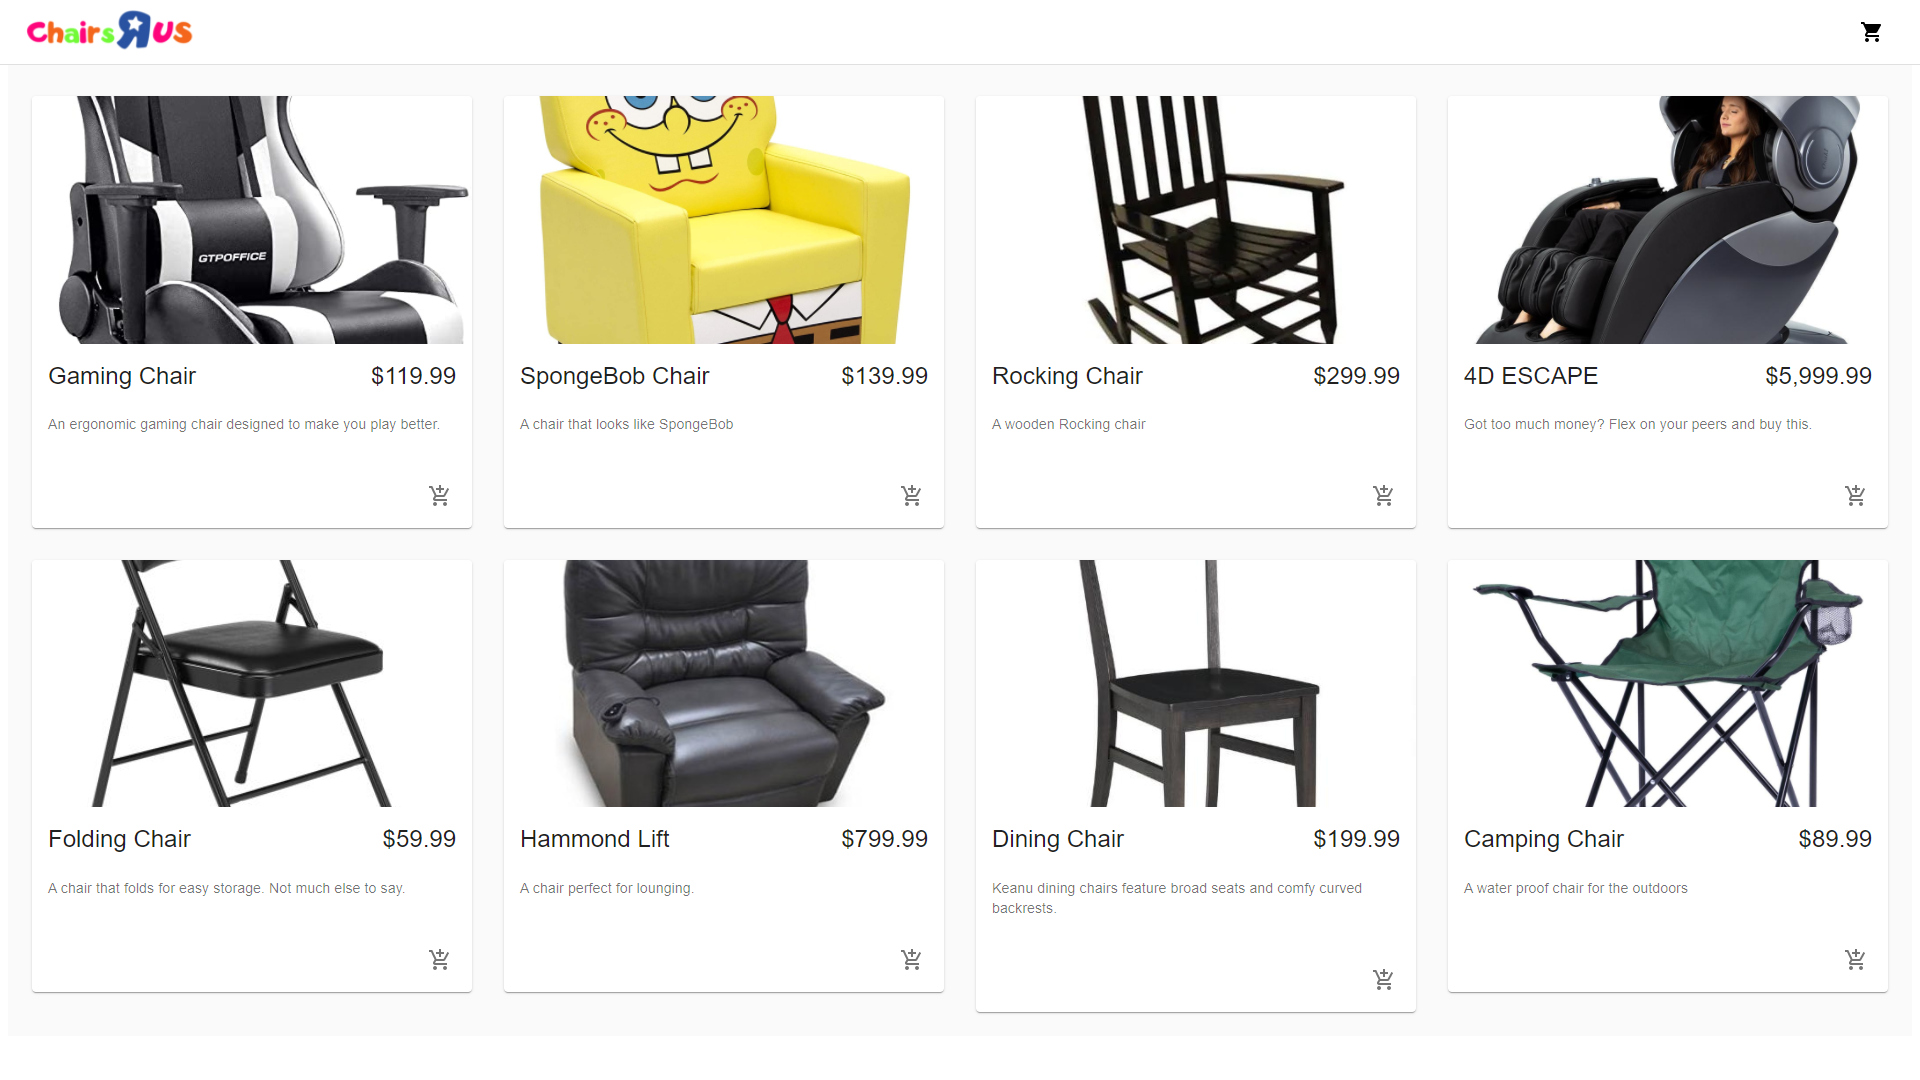 ChairsRUS
GTPOFFICE
Gaming Chair $119.99
An ergonomic gaming chair designed to make you play better.
SpongeBob Chair $139.99
A chair that looks like SpongeBob
Rocking Chair $299.99
A wooden Rocking chair
4D ESCAPE $5,999.99
Got too much money? Flex on your peers and buy this.
Folding Chair $59.99
A chair that folds for easy storage. Not much else to say.
Hammond Lift $799.99
A chair perfect for lounging.
Dining Chair $199.99
Keanu dining chairs feature broad seats and comfy curved
backrests.
Camping Chair $89.99
A water proof chair for the outdoors